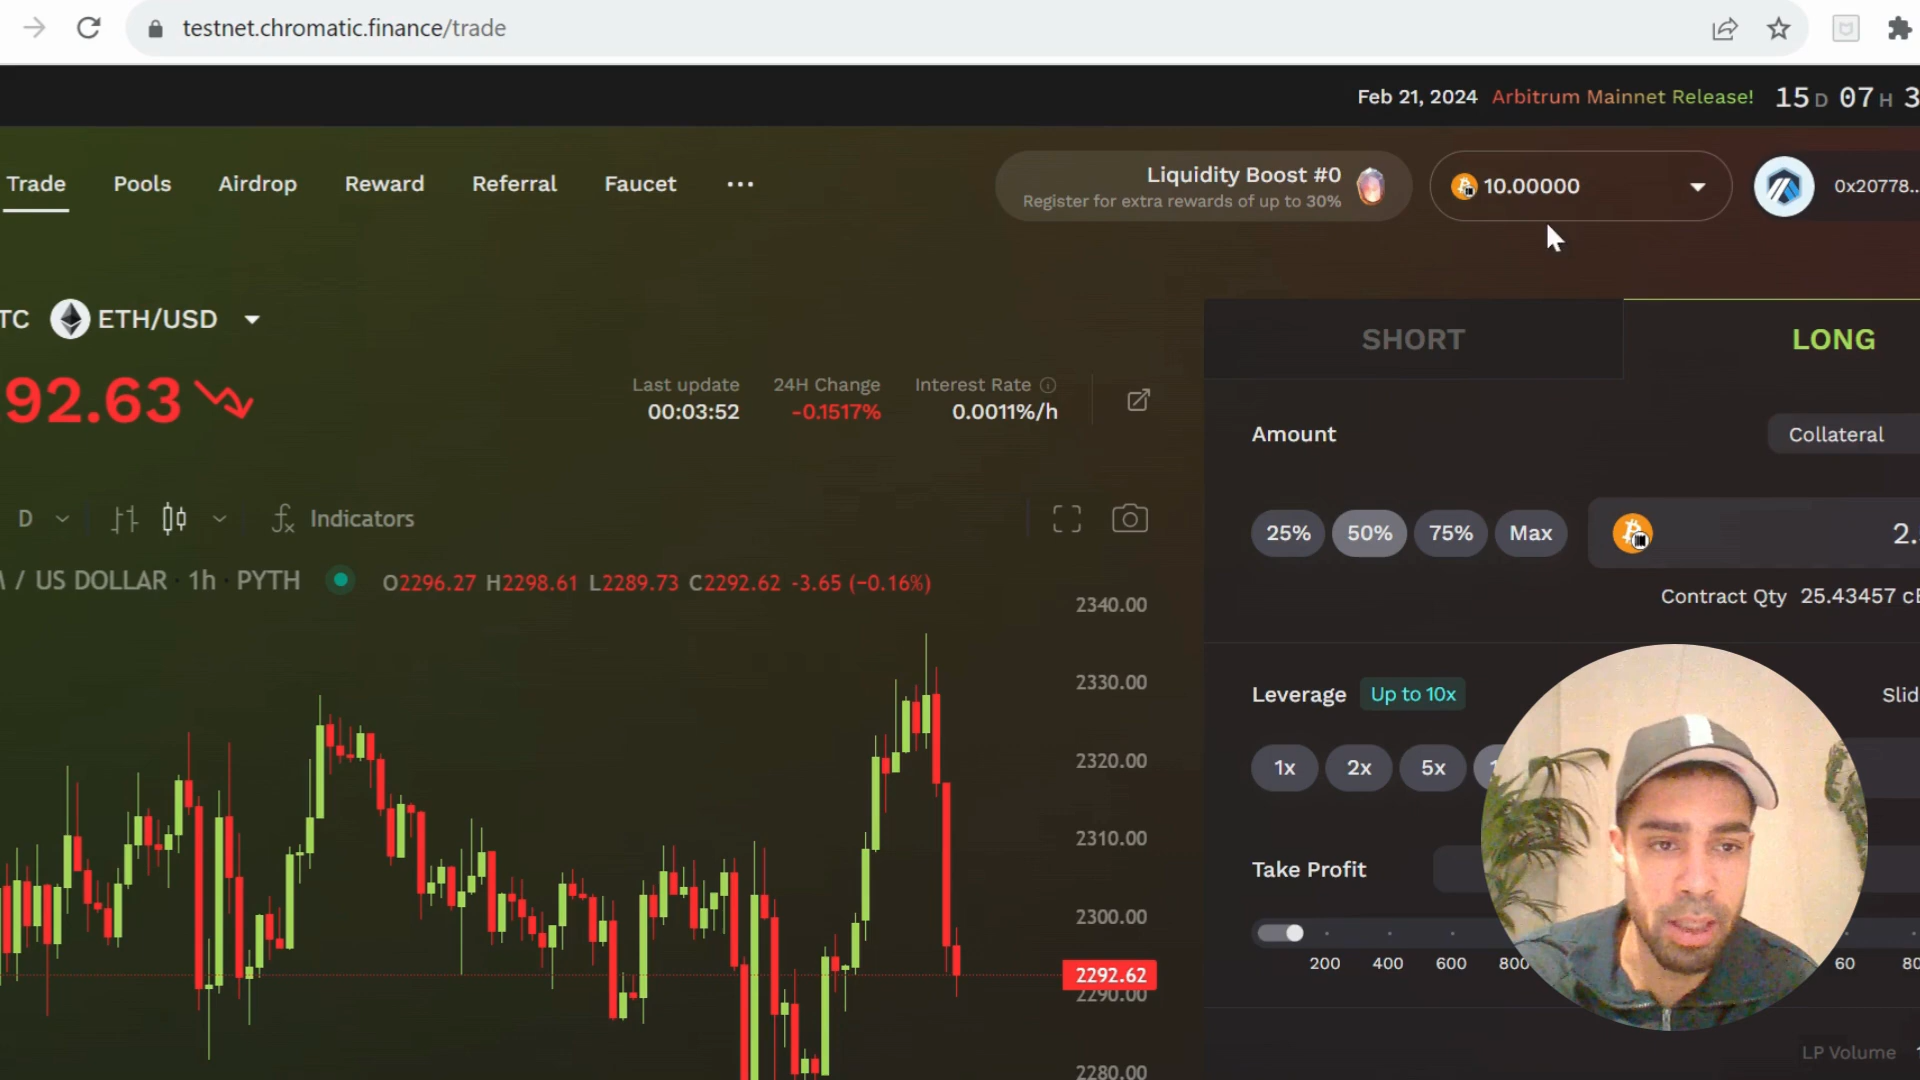 testnet.chromatic.finance/trade
Feb 21, 2024 Arbitrum Mainnet Release! 15 D 07 H 3
Trade Pools Airdrop Reward Referral Faucet
Liquidity Boost #0
Register for extra rewards of up to 30%
10.00000
0x20778...
TC ETH/USD
SHORT LONG
92.63
Last update 24H Change Interest Rate
00:03:52 -0.1517% 0.0011%/h
Amount Collateral
D Indicators
25% 50% 75% Max 2.
/ US DOLLAR · 1h · PYTH O2296.27 H2298.61 L2289.73 C2292.62 -3.65 (−0.16%)
Contract Qty 25.43457
2340.00
2330.00
2320.00
2310.00
2300.00
2292.62
2290.00
2280.00
Leverage Up to 10x
1x 2x 5x
Take Profit
200 400 600 800 60
LP Volume